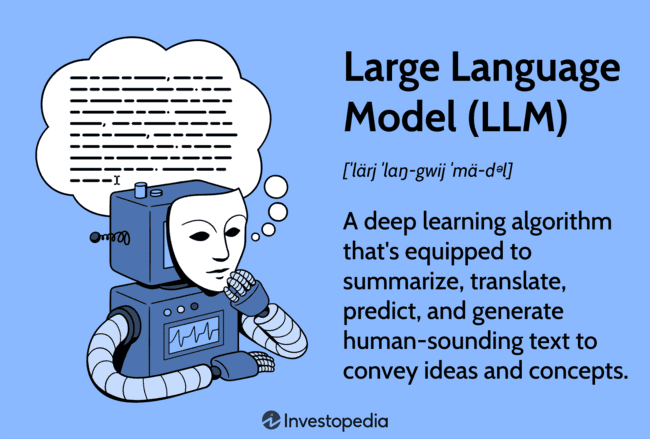 Large Language
Model (LLM)
[ˈlärj ˈlaŋ-gwij ˈmä-dᵊl]
A deep learning algorithm
that's equipped to
summarize, translate,
predict, and generate
human-sounding text to
convey ideas and concepts.
Investopedia